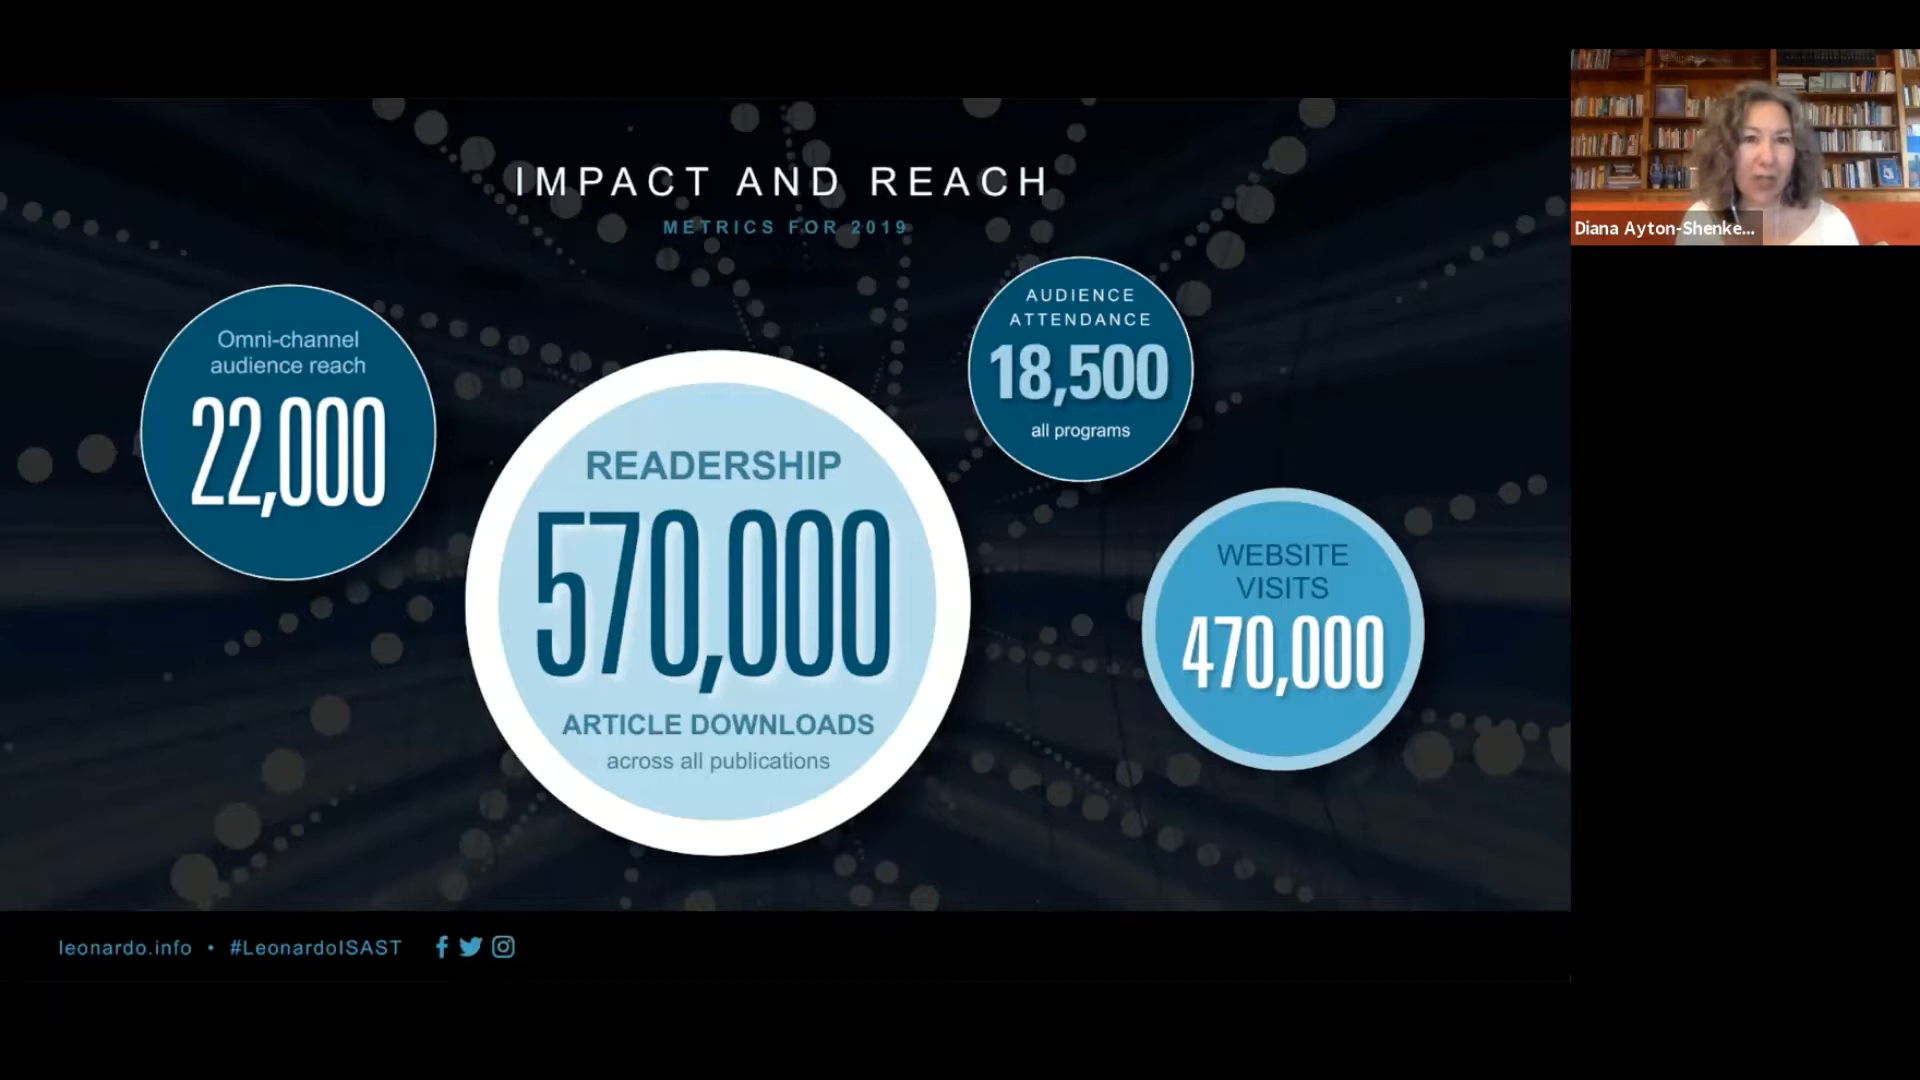 IMPACT AND REACH
METRICS FOR 2019
Omni-channel
audience reach
22,000
READERSHIP
570,000
ARTICLE DOWNLOADS
across all publications
AUDIENCE
ATTENDANCE
18,500
all programs
WEBSITE
VISITS
470,000
leonardo.info • #LeonardoISAST
Diana Ayton-Shenke...